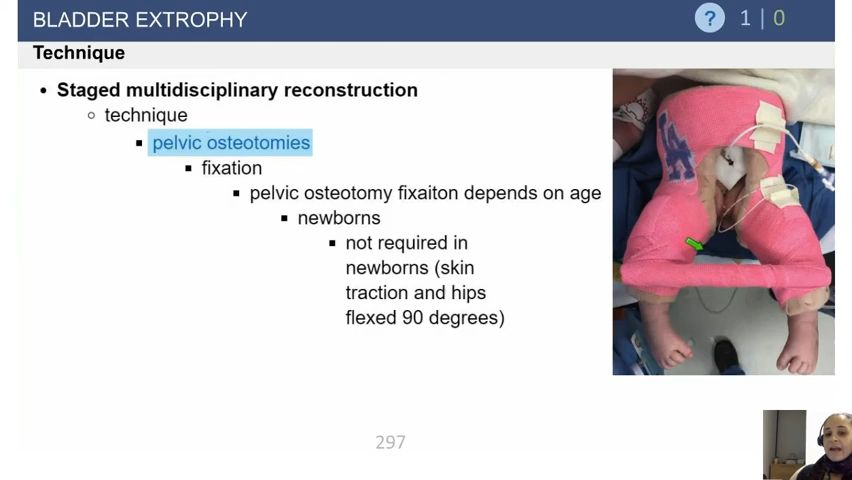 BLADDER EXTROPHY
? 1 | 0
Technique
• Staged multidisciplinary reconstruction
○ technique
▪ pelvic osteotomies
▪ fixation
▪ pelvic osteotomy fixaiton depends on age
▪ newborns
▪ not required in
newborns (skin
traction and hips
flexed 90 degrees)
LA
297